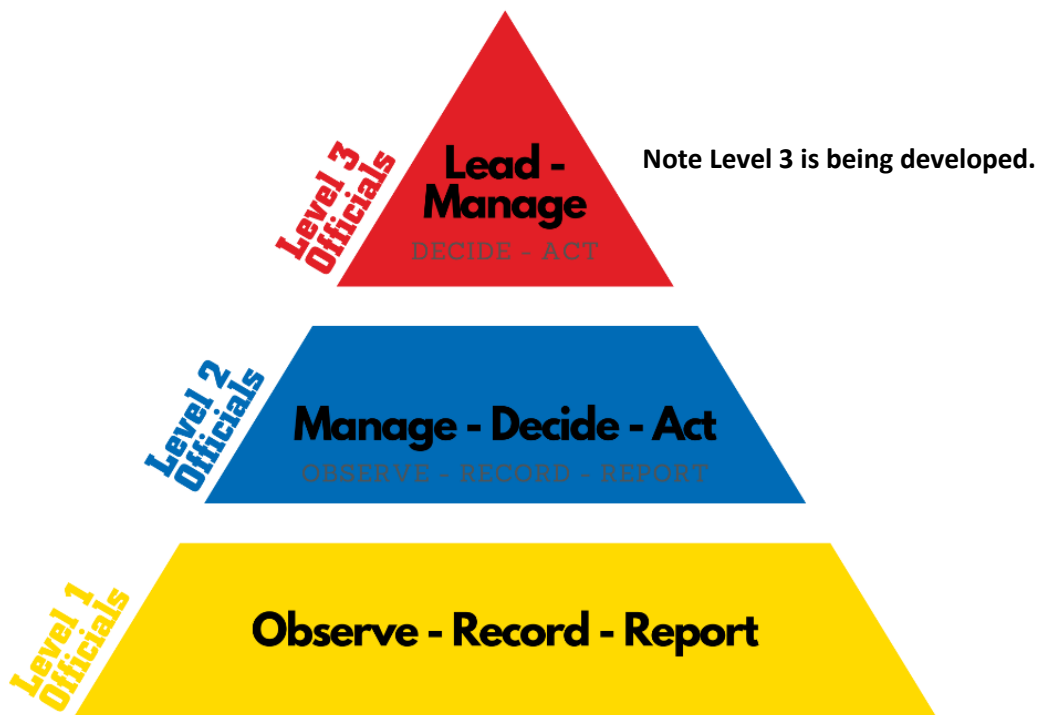 Level 3
Officials
Lead -
Manage
DECIDE - ACT
Note Level 3 is being developed.
Level 2
Officials
Manage - Decide - Act
OBSERVE - RECORD - REPORT
Level 1
Officials
Observe - Record - Report